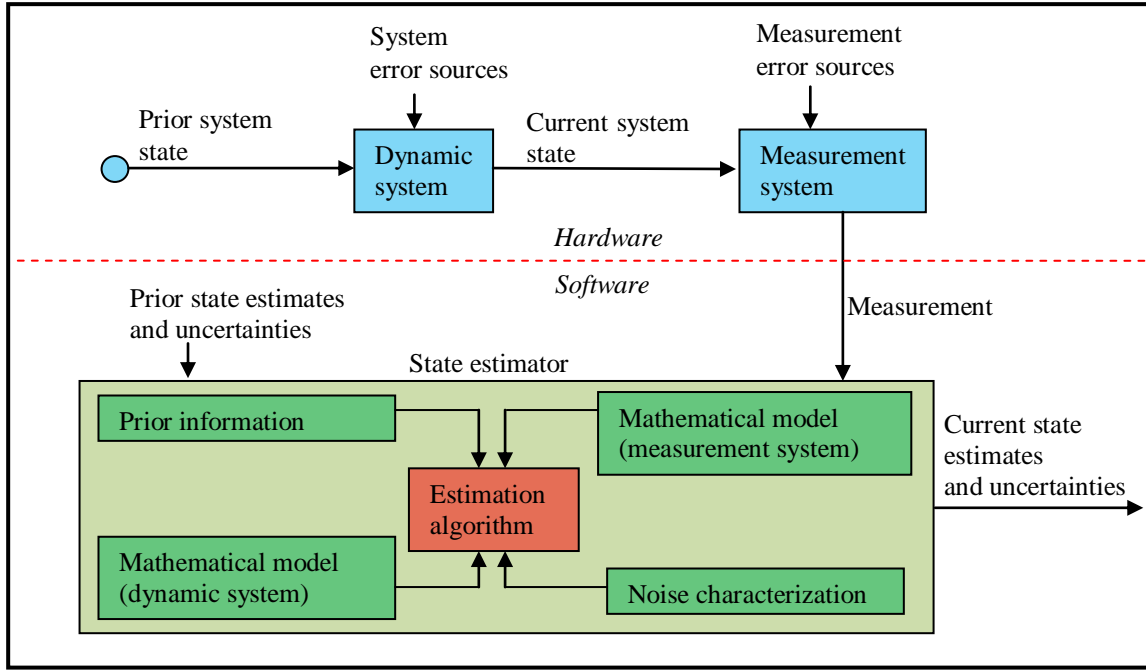 System
error sources
Measurement
error sources
Prior system
state
Current system
state
Dynamic
system
Measurement
system
Hardware
Software
Prior state estimates
and uncertainties
Measurement
State estimator
Prior information
Mathematical model
(measurement system)
Estimation
algorithm
Mathematical model
(dynamic system)
Noise characterization
Current state
estimates
and uncertainties